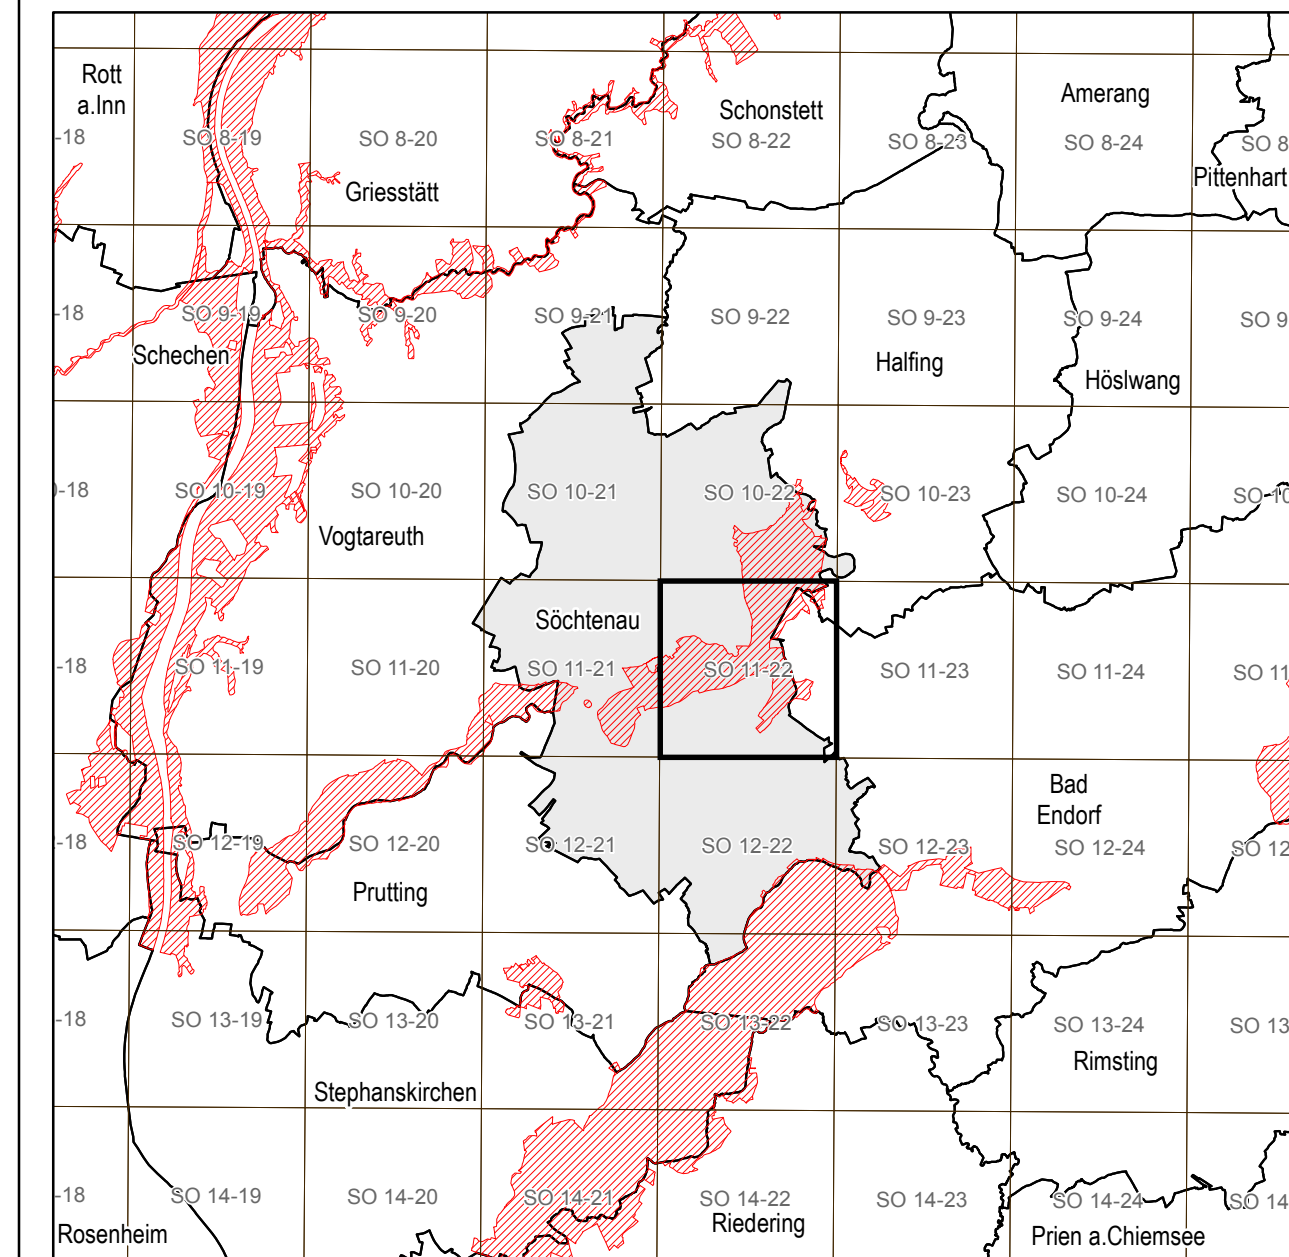 Rott
a.Inn
Schonstett
Amerang
-18
SO 8-19
SO 8-20
SO 8-21
SO 8-22
SO 8-23
SO 8-24
SO 8
Griesstätt
Pittenhart
-18
SO 9-19
SO 9-20
SO 9-21
SO 9-22
SO 9-23
SO 9-24
SO 9
Schechen
Halfing
Höslwang
-18
SO 10-19
SO 10-20
SO 10-21
SO 10-22
SO 10-23
SO 10-24
SO 10
Vogtareuth
Söchtenau
-18
SO 11-19
SO 11-20
SO 11-21
SO 11-22
SO 11-23
SO 11-24
SO 11
Bad
Endorf
-18
SO 12-19
SO 12-20
SO 12-21
SO 12-22
SO 12-23
SO 12-24
SO 12
Prutting
-18
SO 13-19
SO 13-20
SO 13-21
SO 13-22
SO 13-23
SO 13-24
SO 13
Rimsting
Stephanskirchen
-18
SO 14-19
SO 14-20
SO 14-21
SO 14-22
SO 14-23
SO 14-24
SO 14
Rosenheim
Riedering
Prien a.Chiemsee